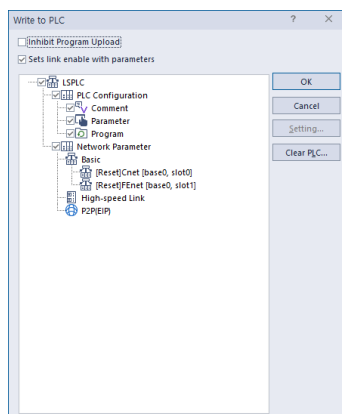 Write to PLC
Inhibit Program Upload
Sets link enable with parameters
LSPLC
PLC Configuration
Comment
Parameter
Program
Network Parameter
Basic
[Reset]Cnet [base0, slot0]
[Reset]FEnet [base0, slot1]
High-speed Link
P2P(EIP)
OK
Cancel
Setting...
Clear PLC...